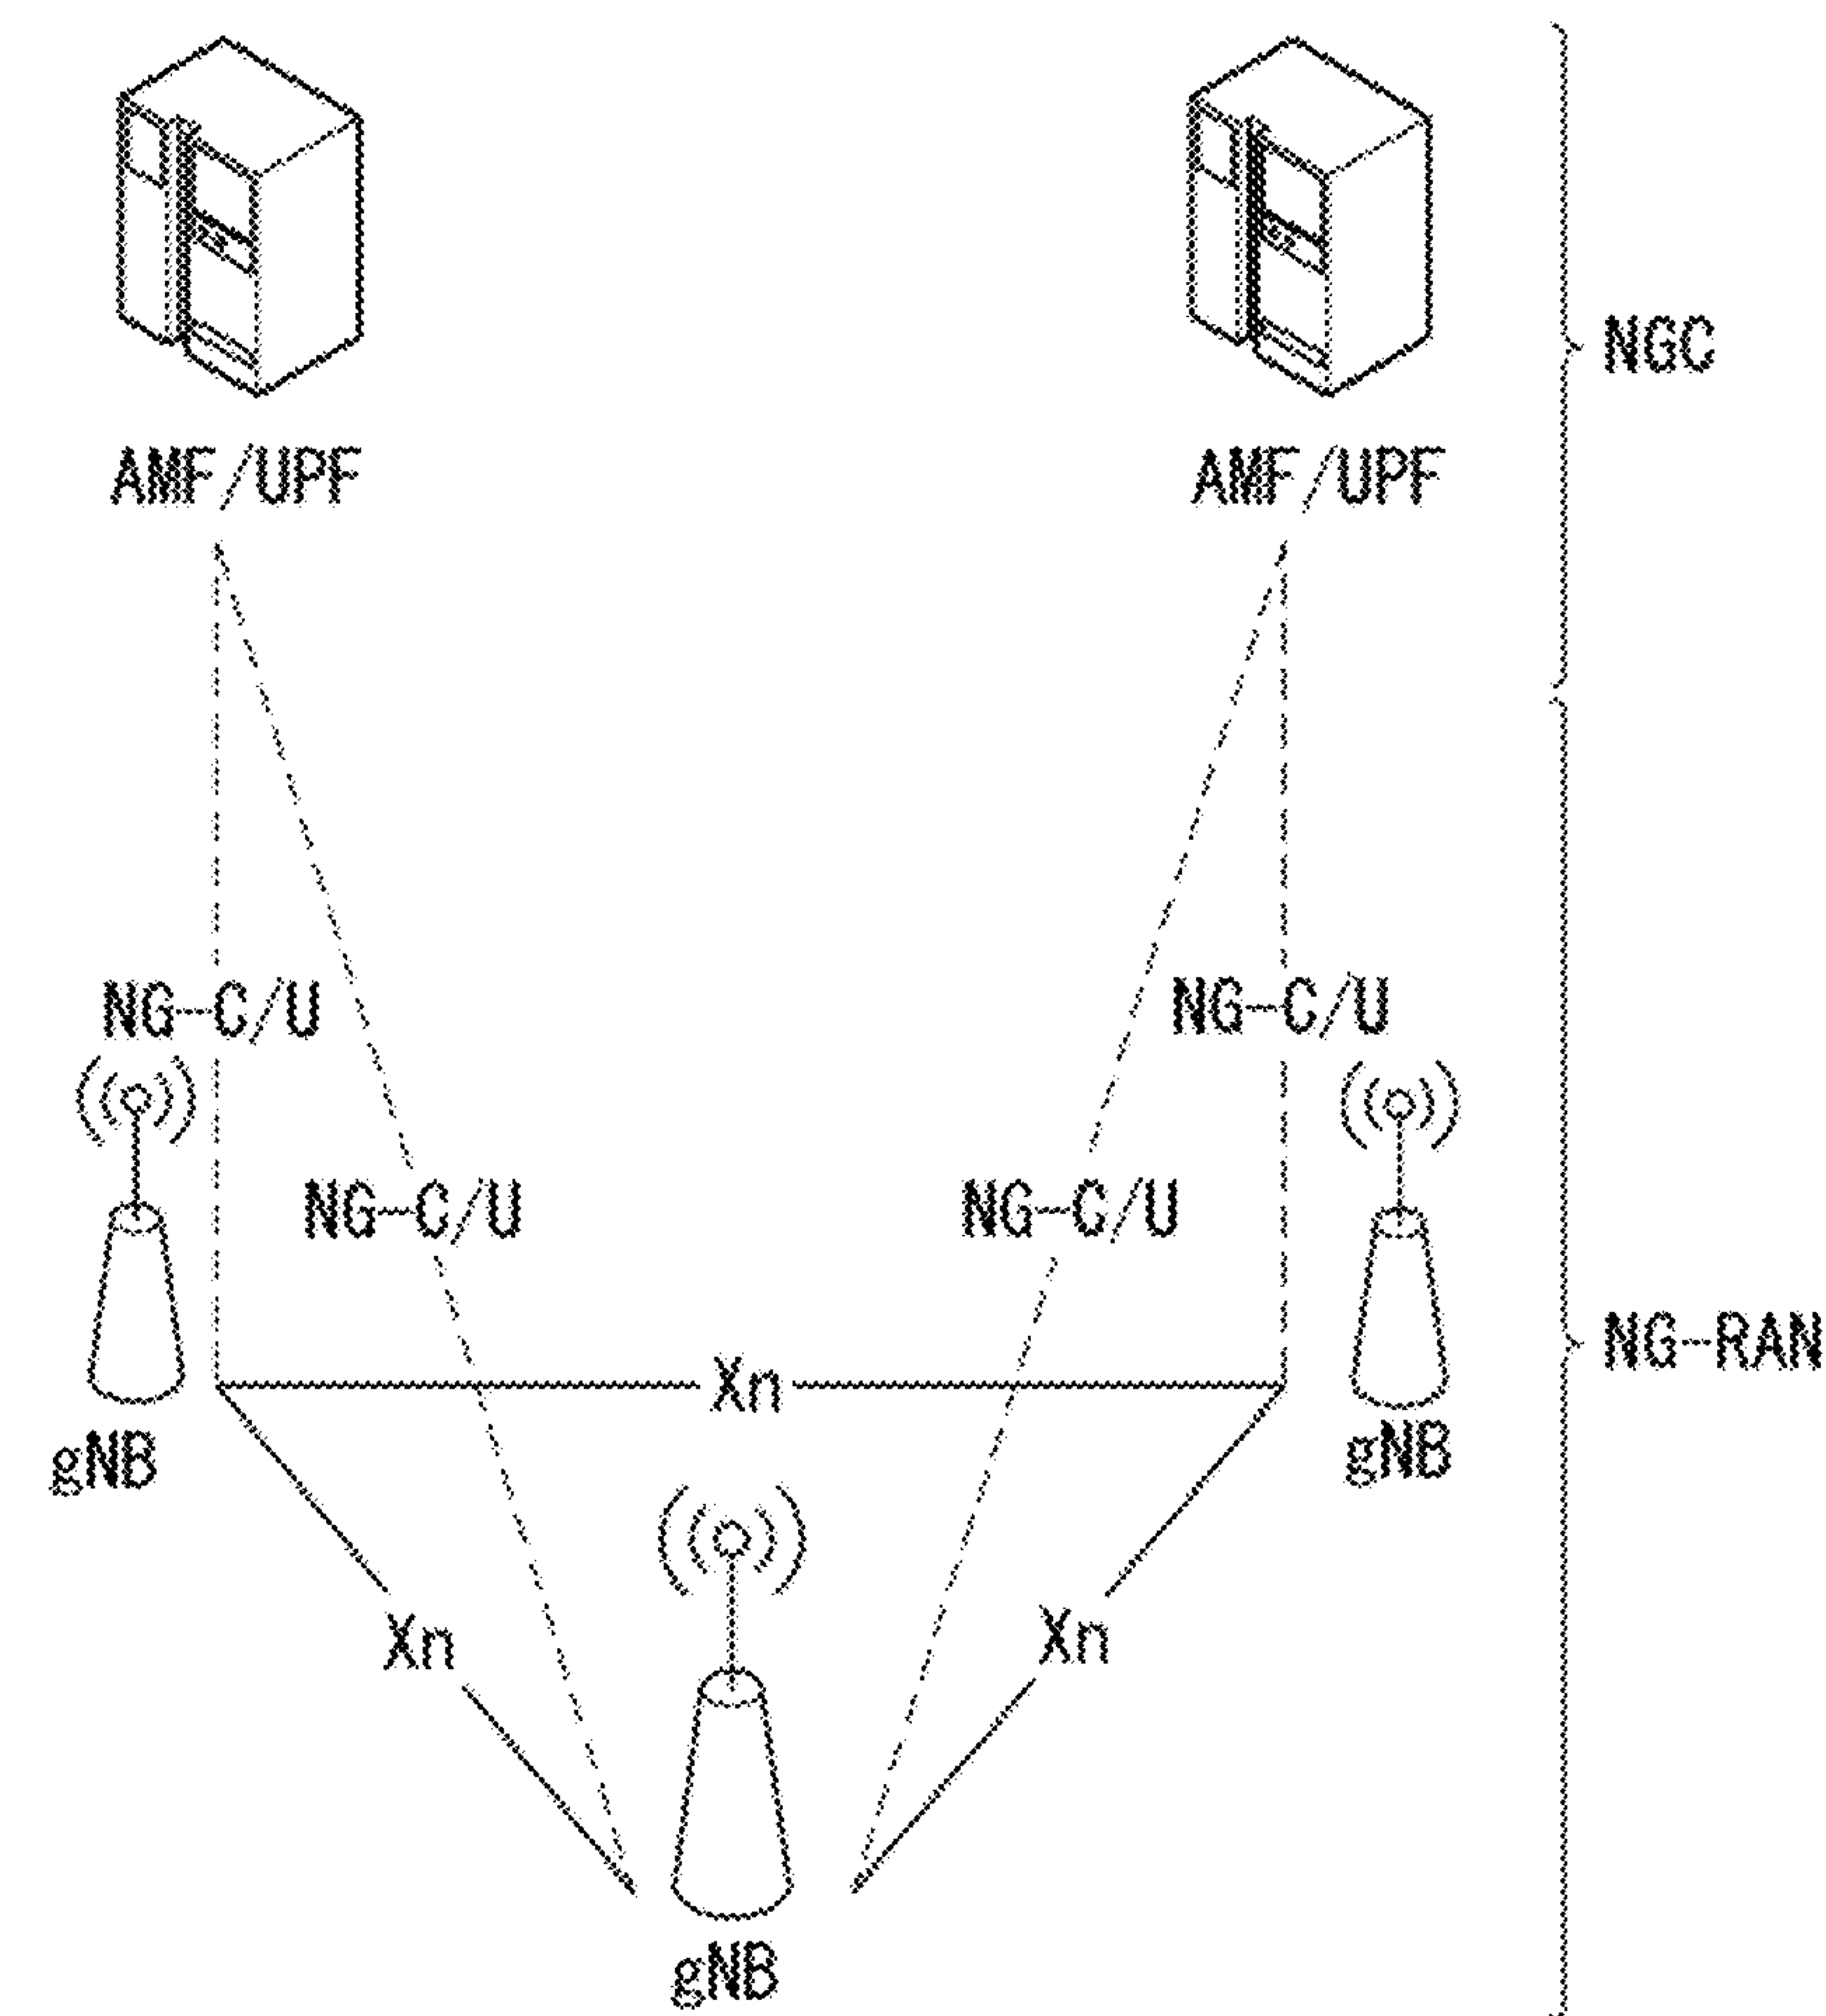 NGC
AMF/UPF
AMF/UPF
NG-C/U
NG-C/U
NG-C/U
NG-C/U
NG-RAN
Xn
gNB
gNB
Xn
Xn
gNB